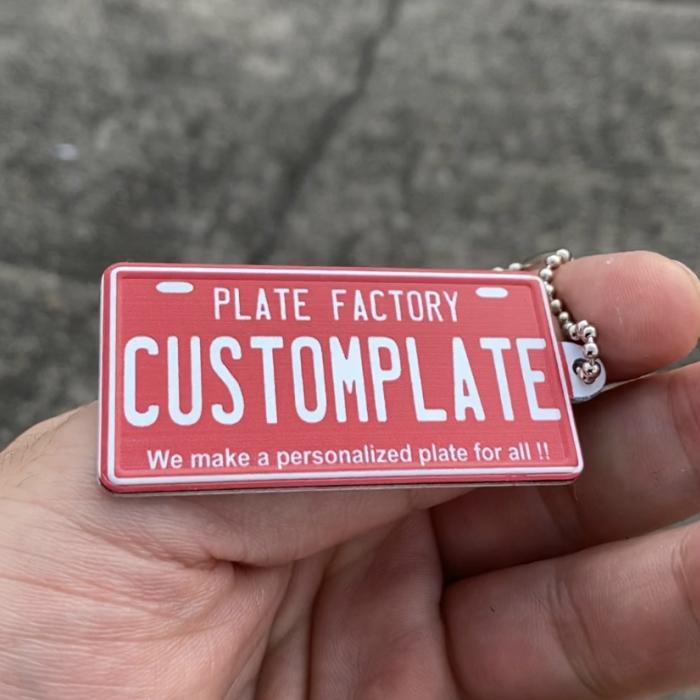 PLATE FACTORY
CUSTOMPLATE
We make a personalized plate for all !!